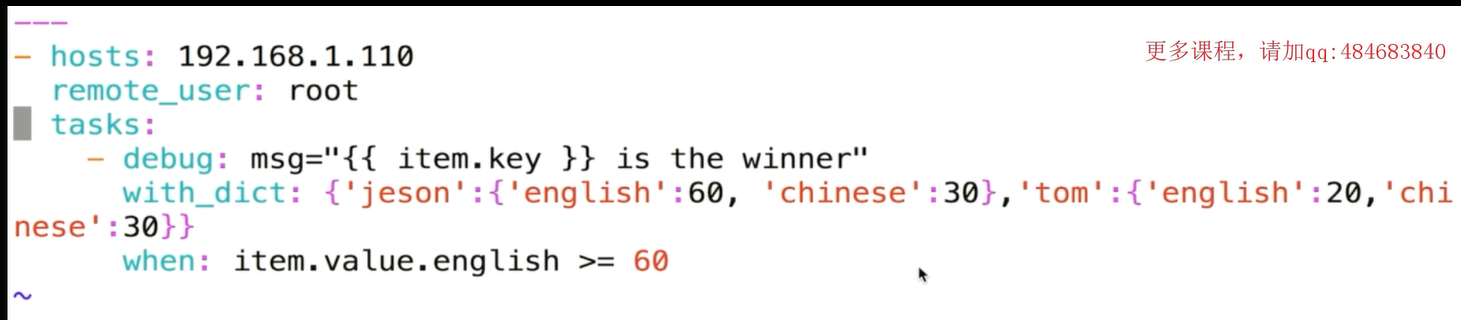 ---
- hosts: 192.168.1.110
更多课程，请加qq:484683840
  remote_user: root
  tasks:
    - debug: msg="{{ item.key }} is the winner"
      with_dict: {'jeson':{'english':60, 'chinese':30},'tom':{'english':20,'chi
nese':30}}
      when: item.value.english >= 60
~